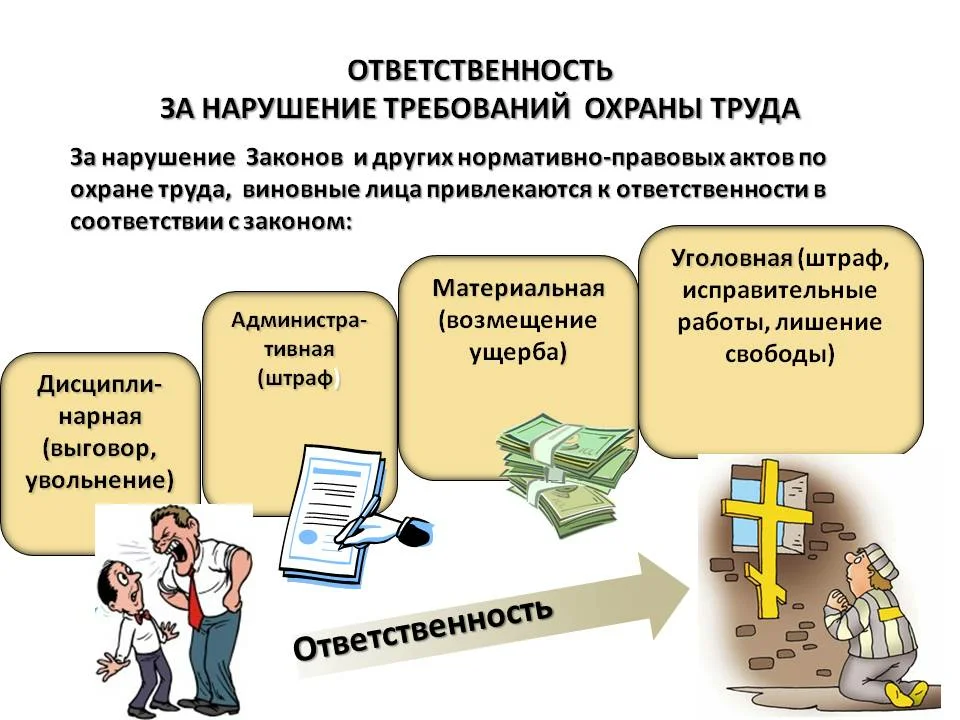 ОТВЕТСТВЕННОСТЬ
ЗА НАРУШЕНИЕ ТРЕБОВАНИЙ ОХРАНЫ ТРУДА
За нарушение Законов и других нормативно-правовых актов по
охране труда, виновные лица привлекаются к ответственности в
соответствии с законом:
Дисципли-
нарная
(выговор,
увольнение)
Администра-
тивная
(штраф)
Материальная
(возмещение
ущерба)
Уголовная (штраф,
исправительные
работы, лишение
свободы)
Ответственность